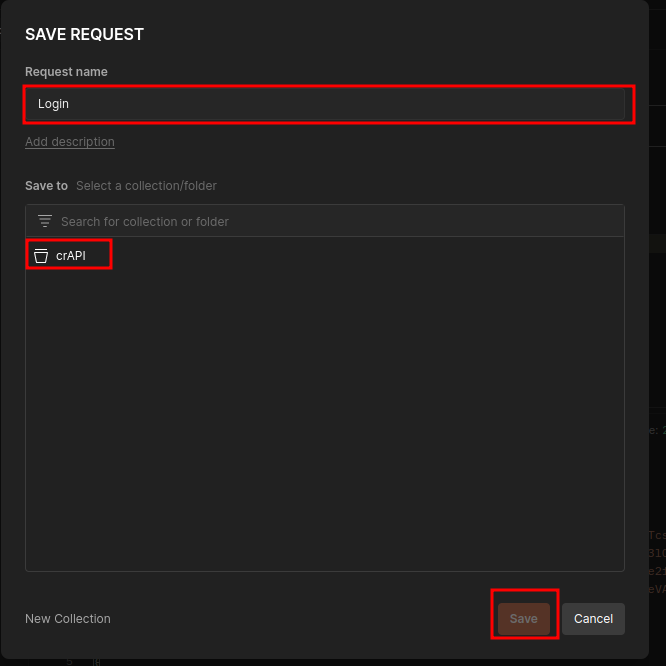 SAVE REQUEST
Request name
Login
Add description
Save to Select a collection/folder
Search for collection or folder
crAPI
New Collection
Save
Cancel